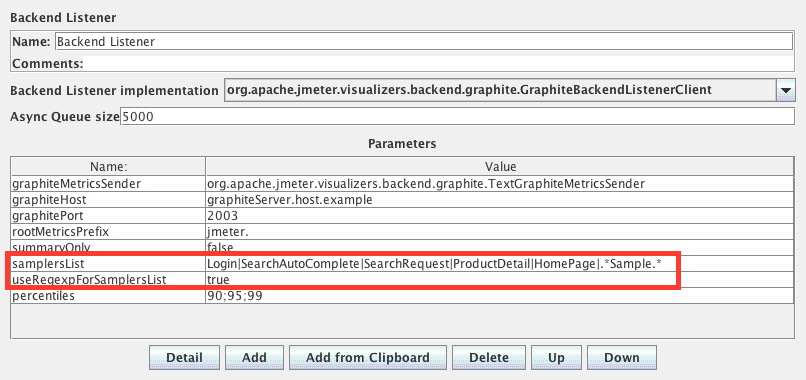 Backend Listener
Name: Backend Listener
Comments:
Backend Listener implementation org.apache.jmeter.visualizers.backend.graphite.GraphiteBackendListenerClient
Async Queue size 5000
Parameters
Name: Value
graphiteMetricsSender org.apache.jmeter.visualizers.backend.graphite.TextGraphiteMetricsSender
graphiteHost graphiteServer.host.example
graphitePort 2003
rootMetricsPrefix jmeter.
summaryOnly false
samplersList Login|SearchAutoComplete|SearchRequest|ProductDetail|HomePage|.*Sample.*
useRegexpForSamplersList true
percentiles 90;95;99
Detail Add Add from Clipboard Delete Up Down